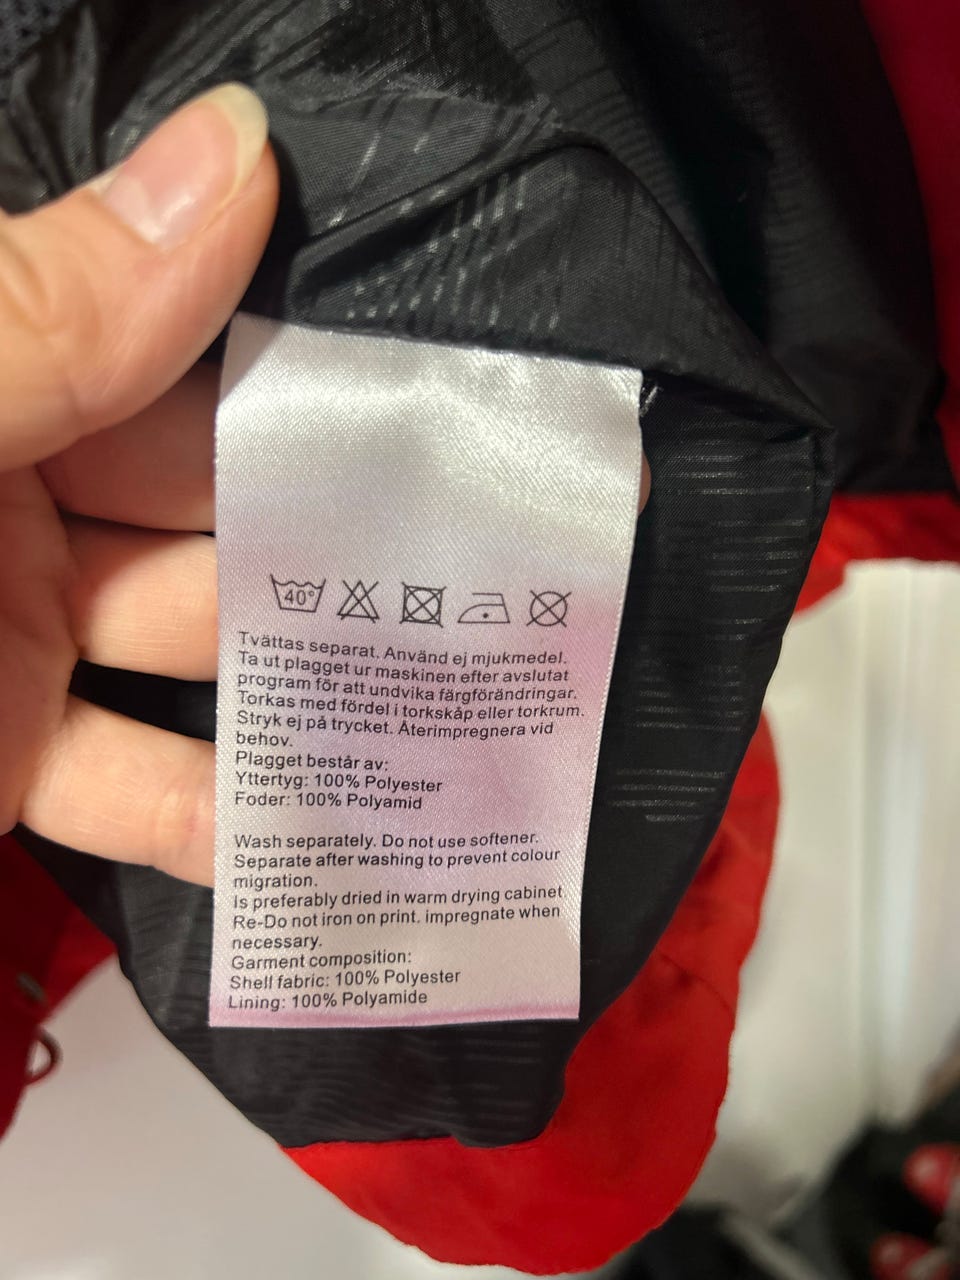 40°
Tvättas separat. Använd ej mjukmedel.
Ta ut plagget ur maskinen efter avslutat
program för att undvika färgförändringar.
Torkas med fördel i torkskåp eller torkrum.
Stryk ej på trycket. Återimpregnera vid
behov.
Plagget består av:
Yttertyg: 100% Polyester
Foder: 100% Polyamid
Wash separately. Do not use softener.
Separate after washing to prevent colour
migration.
Is preferably dried in warm drying cabinet
Re-Do not iron on print. impregnate when
necessary.
Garment composition:
Shell fabric: 100% Polyester
Lining: 100% Polyamide